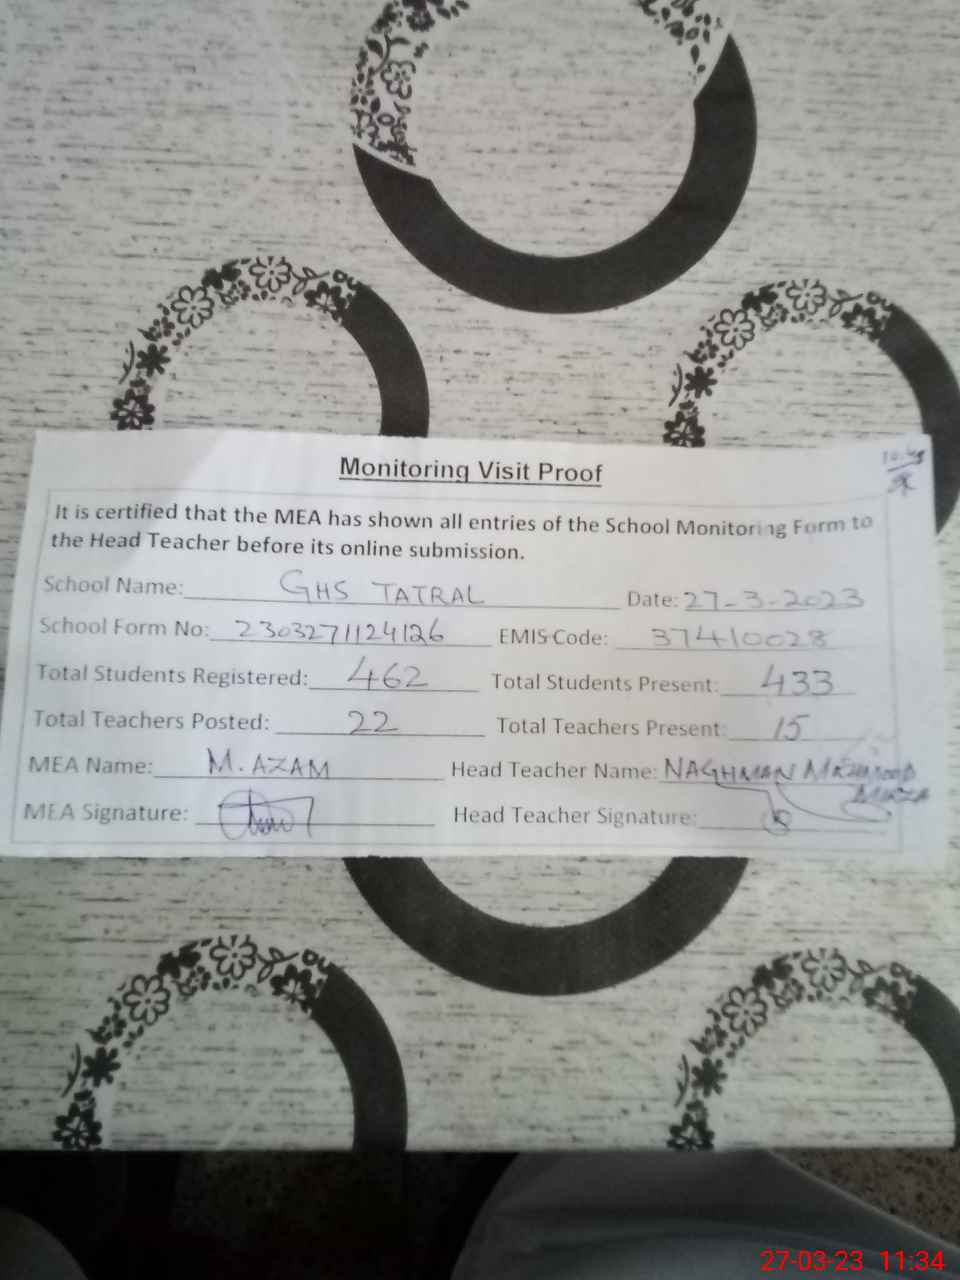 Monitoring Visit Proof
It is certified that the MEA has shown all entries of the School Monitoring Form to
the Head Teacher before its online submission.
School Name: GHS TATRAL Date: 27-3-2023
School Form No: 2303271124126 EMIS Code: 37410028
Total Students Registered: 462 Total Students Present: 433
Total Teachers Posted: 22 Total Teachers Present: 15
MEA Name: M. AZAM Head Teacher Name: NAGHMAN MAHMOOD
MIRZA
MEA Signature: Head Teacher Signature:
27-03-23 11:34